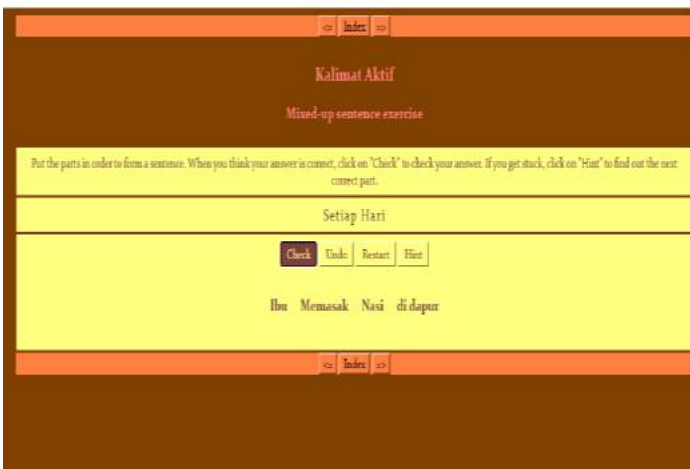 <= Index =>
Kalimat Aktif
Mixed-up sentence exercise
Put the parts in order to form a sentence. When you think your answer is correct, click on "Check" to check your answer. If you get stuck, click on "Hint" to find out the next
correct part.
Setiap Hari
Check Undo Restart Hint
Ibu Memasak Nasi di dapur
<= Index =>